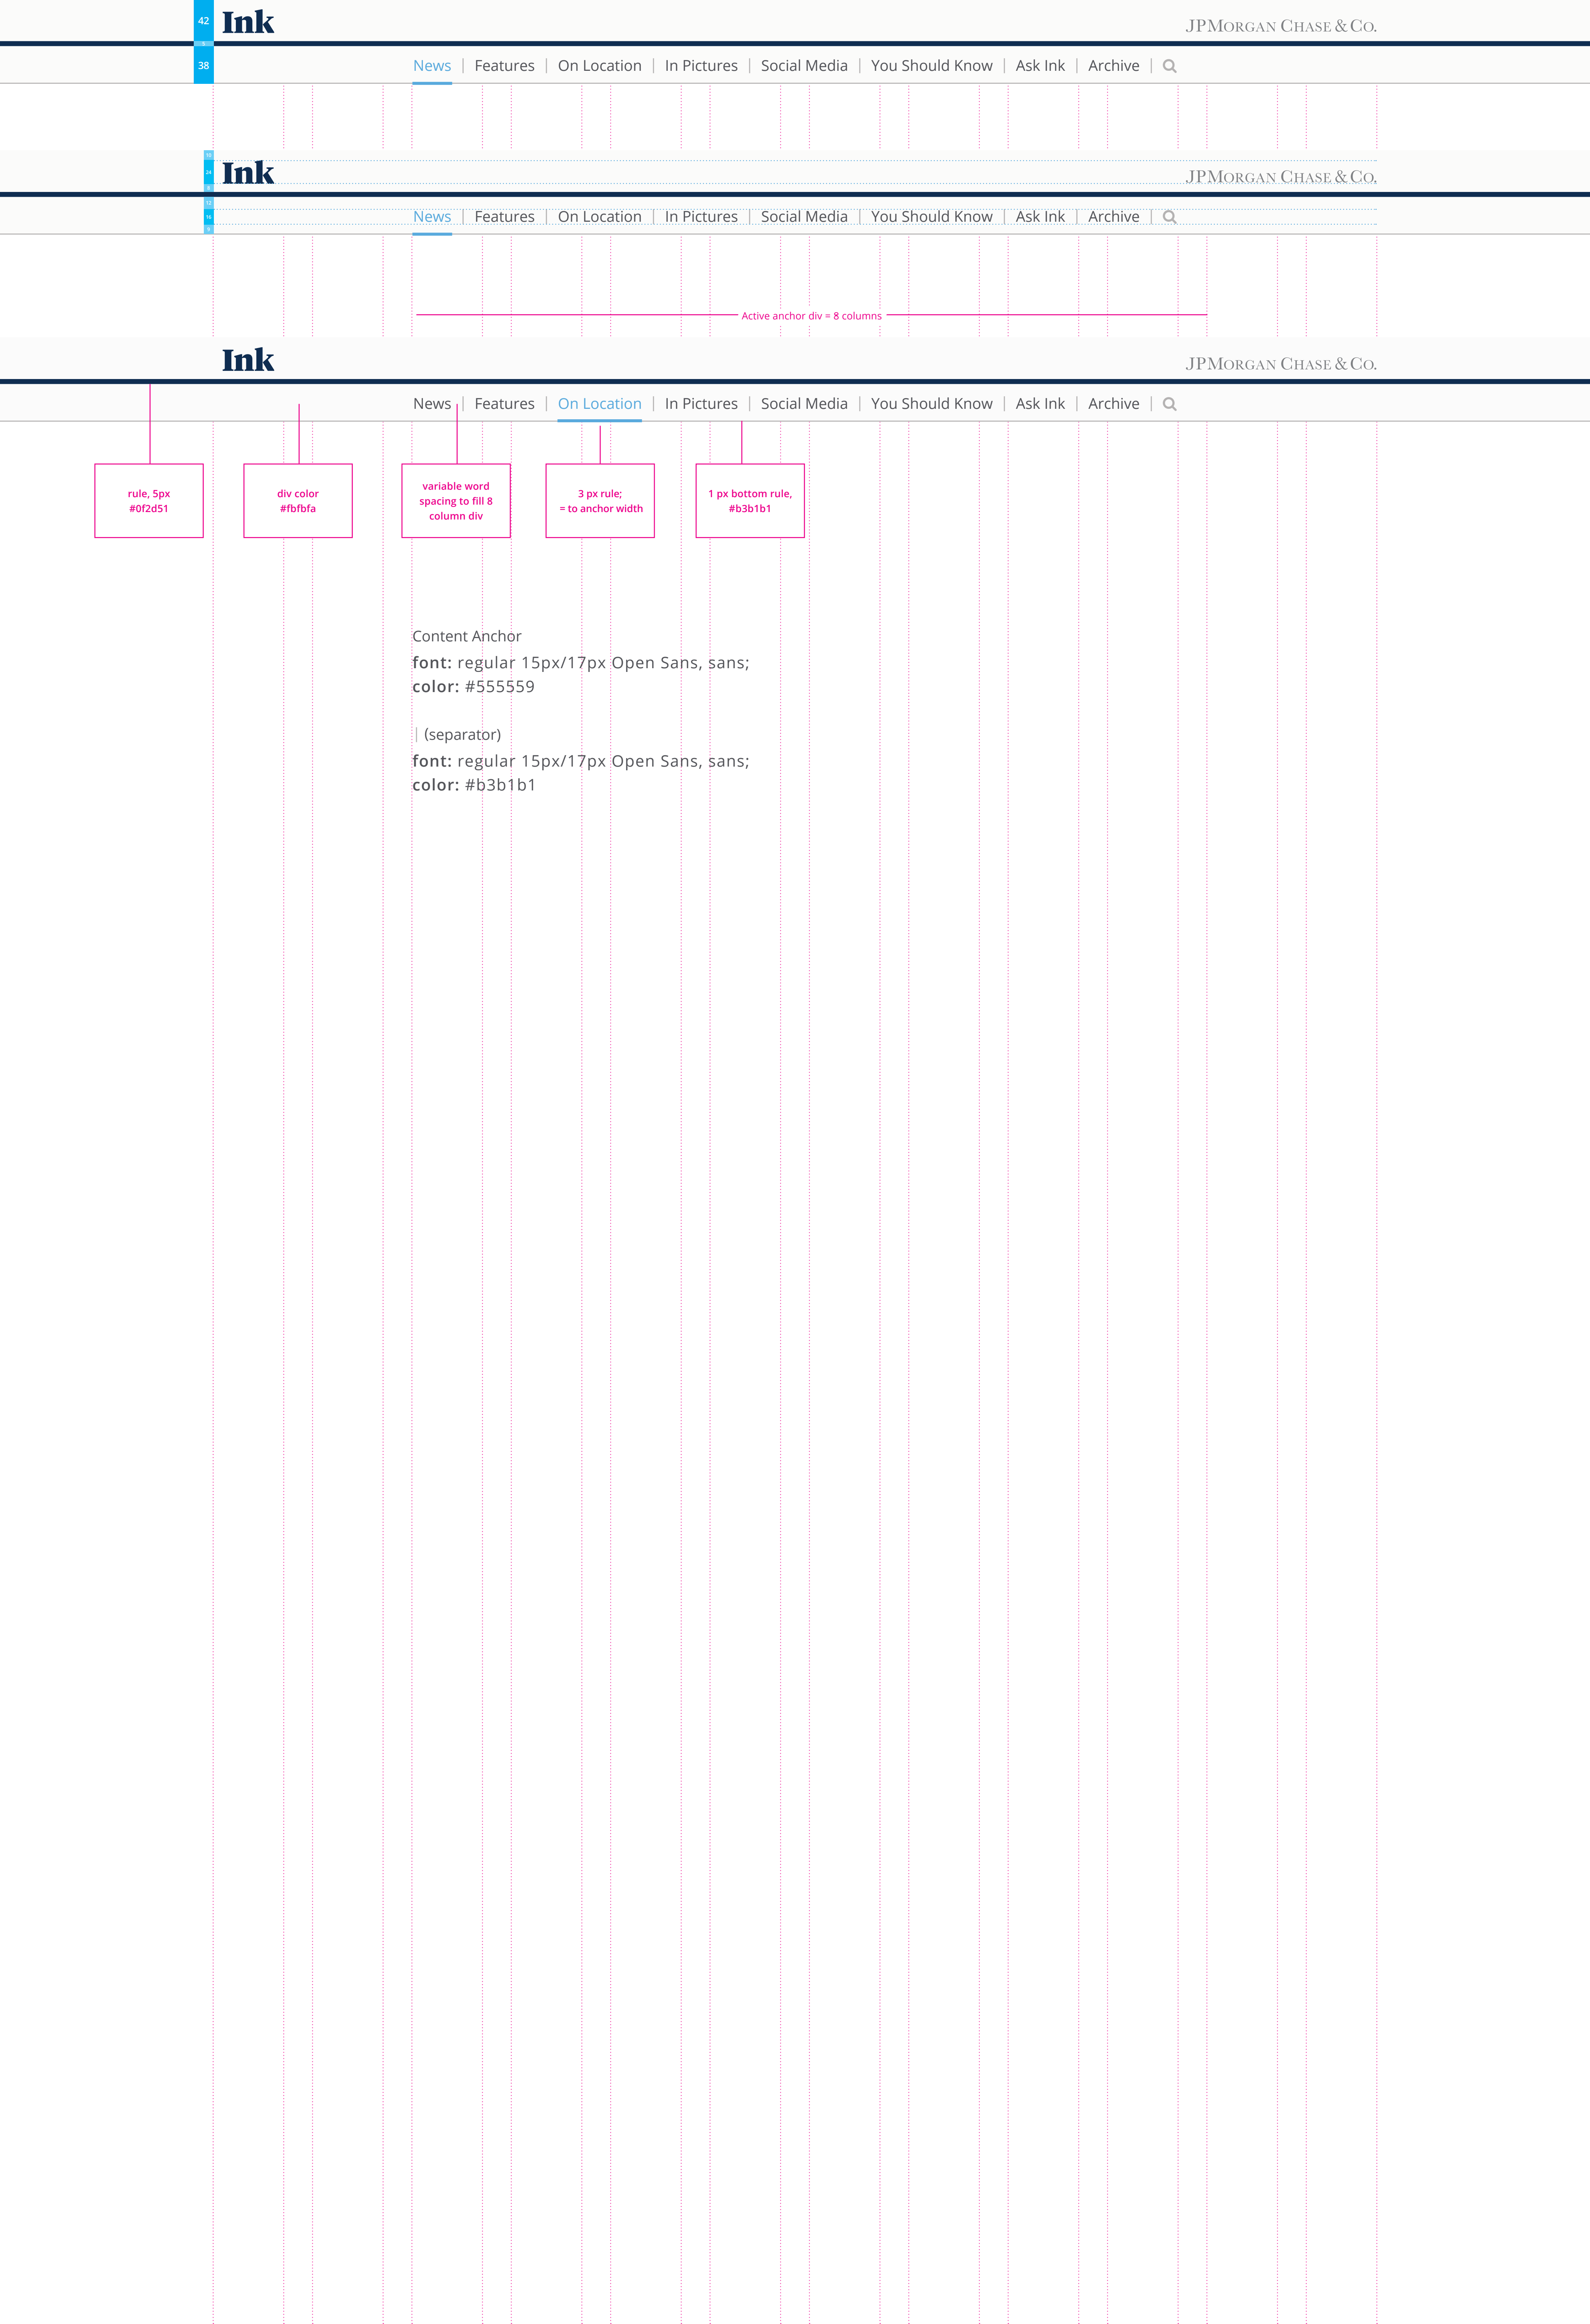 42
Ink
JPMORGAN CHASE & CO.
5
38
News | Features | On Location | In Pictures | Social Media | You Should Know | Ask Ink | Archive |
Ink
24
JPMORGAN CHASE & CO.
12
16
News | Features | On Location | In Pictures | Social Media | You Should Know | Ask Ink | Archive |
Active anchor div = 8 columns
Ink
JPMORGAN CHASE & CO.
News | Features | On Location | In Pictures | Social Media | You Should Know | Ask Ink | Archive |
rule, 5px
#0f2d51
div color
#fbfbfa
variable word
spacing to fill 8
column div
3 px rule;
= to anchor width
1 px bottom rule,
#b3b1b1
Content Anchor
font: regular 15px/17px Open Sans, sans;
color: #555559
| (separator)
font: regular 15px/17px Open Sans, sans;
color: #b3b1b1